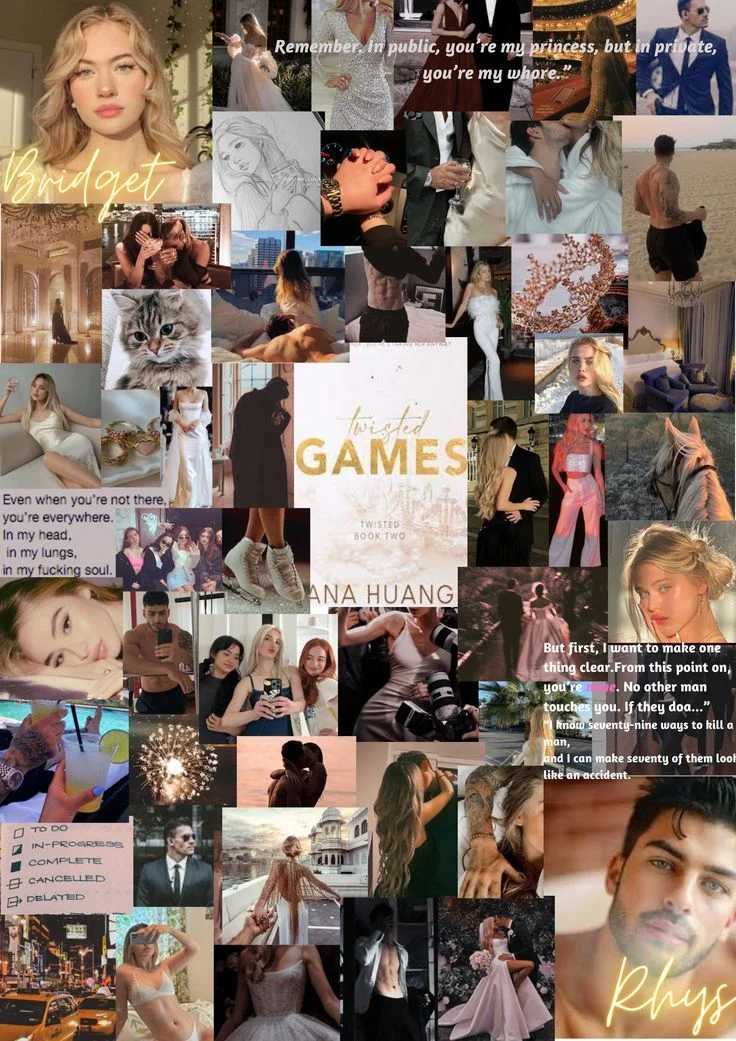 Remember. In public, you're my princess, but in private,
you're my whore.”
Bridget
twisted
GAMES
TWISTED
BOOK TWO
ANA HUANG
Even when you're not there,
you're everywhere.
In my head,
in my lungs,
in my fucking soul.
But first, I want to make one
thing clear.From this point on,
you're mine. No other man
touches you. If they doa...”
"I know seventy-nine ways to kill a
man,
and I can make seventy of them look
like an accident.
TO DO
IN-PROGRESS
COMPLETE
CANCELLED
DELATED
Rhys